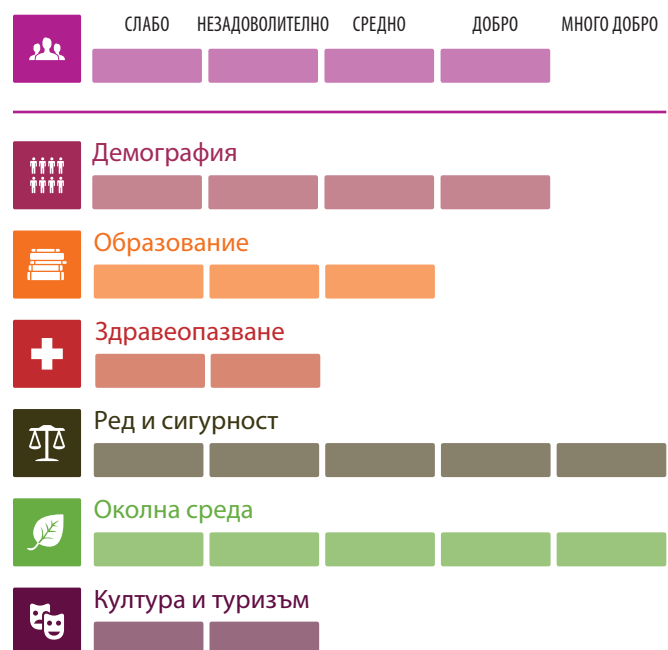 СЛАБО НЕЗАДОВОЛИТЕЛНО СРЕДНО ДОБРО МНОГО ДОБРО
Демография
Образование
Здравеопазване
Ред и сигурност
Околна среда
Култура и туризъм